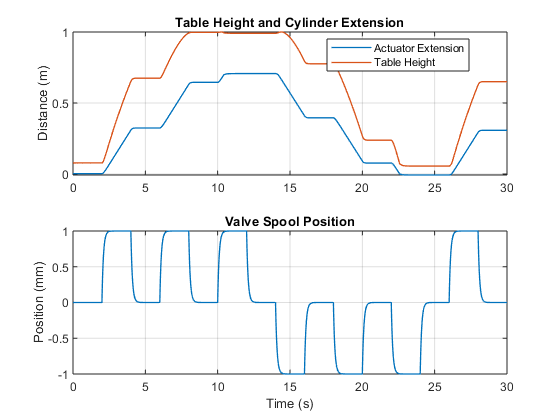 Table Height and Cylinder Extension
Distance (m)
1
0.5
0
Actuator Extension
Table Height
0 5 10 15 20 25 30
Valve Spool Position
Position (mm)
1
0.5
0
-0.5
-1
0 5 10 15 20 25 30
Time (s)